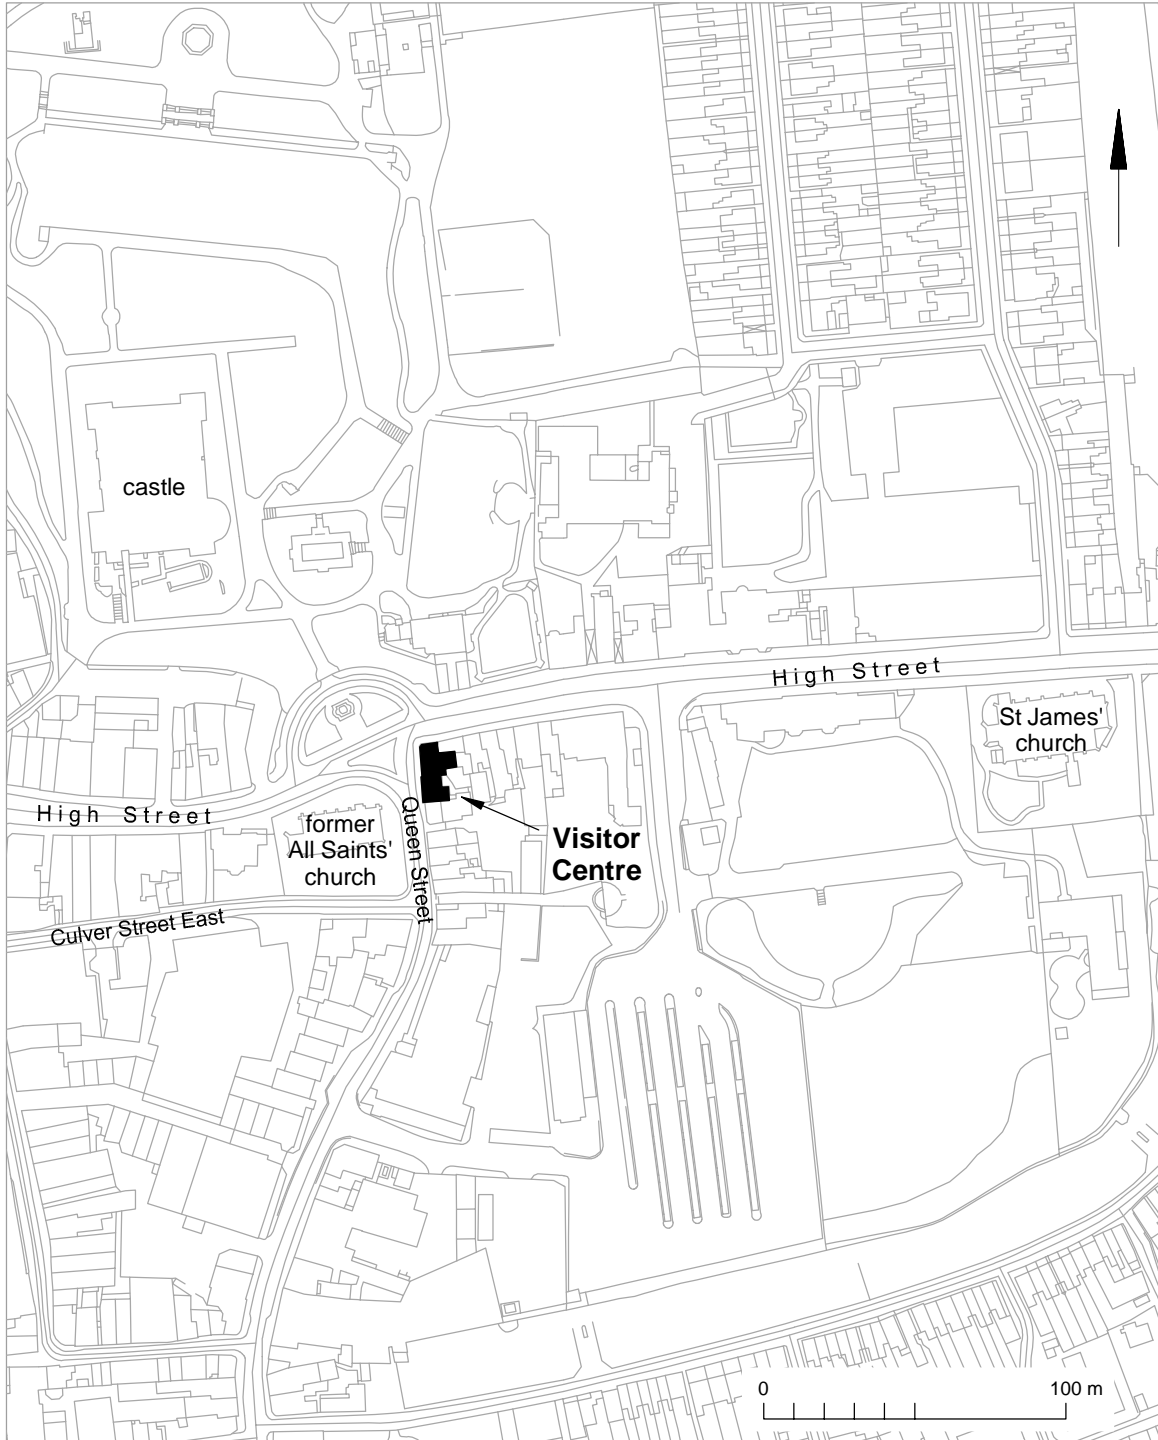 castle
High Street
St James'
church
High Street
former
All Saints'
church
Queen Street
Visitor
Centre
Culver Street East
0 100 m